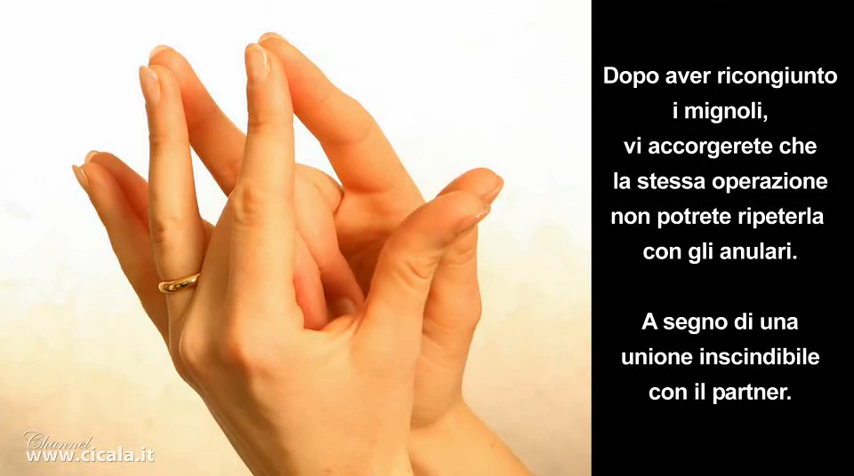 Dopo aver ricongiunto
i mignoli,
vi accorgerete che
la stessa operazione
non potrete ripeterla
con gli anulari.
A segno di una
unione inscindibile
con il partner.
Channel
www.cicala.it